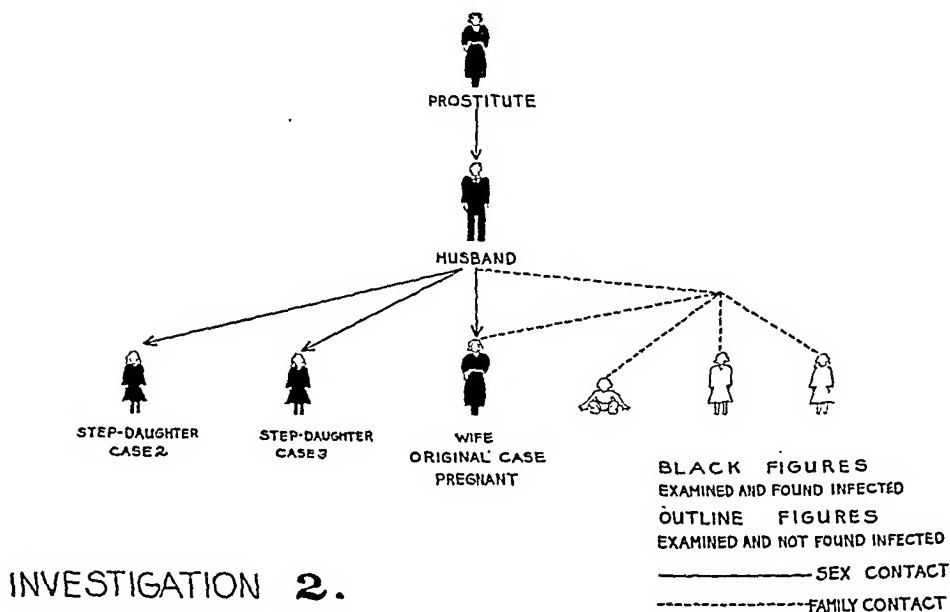 PROSTITUTE
HUSBAND
STEP-DAUGHTER
CASE 2
STEP-DAUGHTER
CASE 3
WIFE
ORIGINAL CASE
PREGNANT
BLACK FIGURES
EXAMINED AND FOUND INFECTED
OUTLINE FIGURES
EXAMINED AND NOT FOUND INFECTED
SEX CONTACT
FAMILY CONTACT
INVESTIGATION 2.